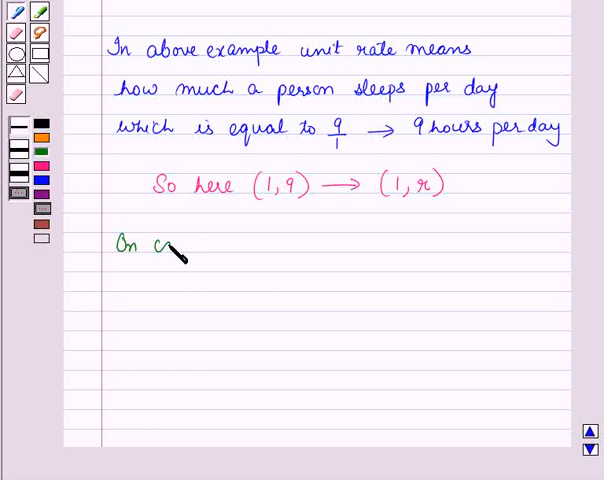 In above example unit rate means
how much a person sleeps per day
which is equal to 9/1 → 9 hours per day
So here (1, 9) → (1, r)
On c